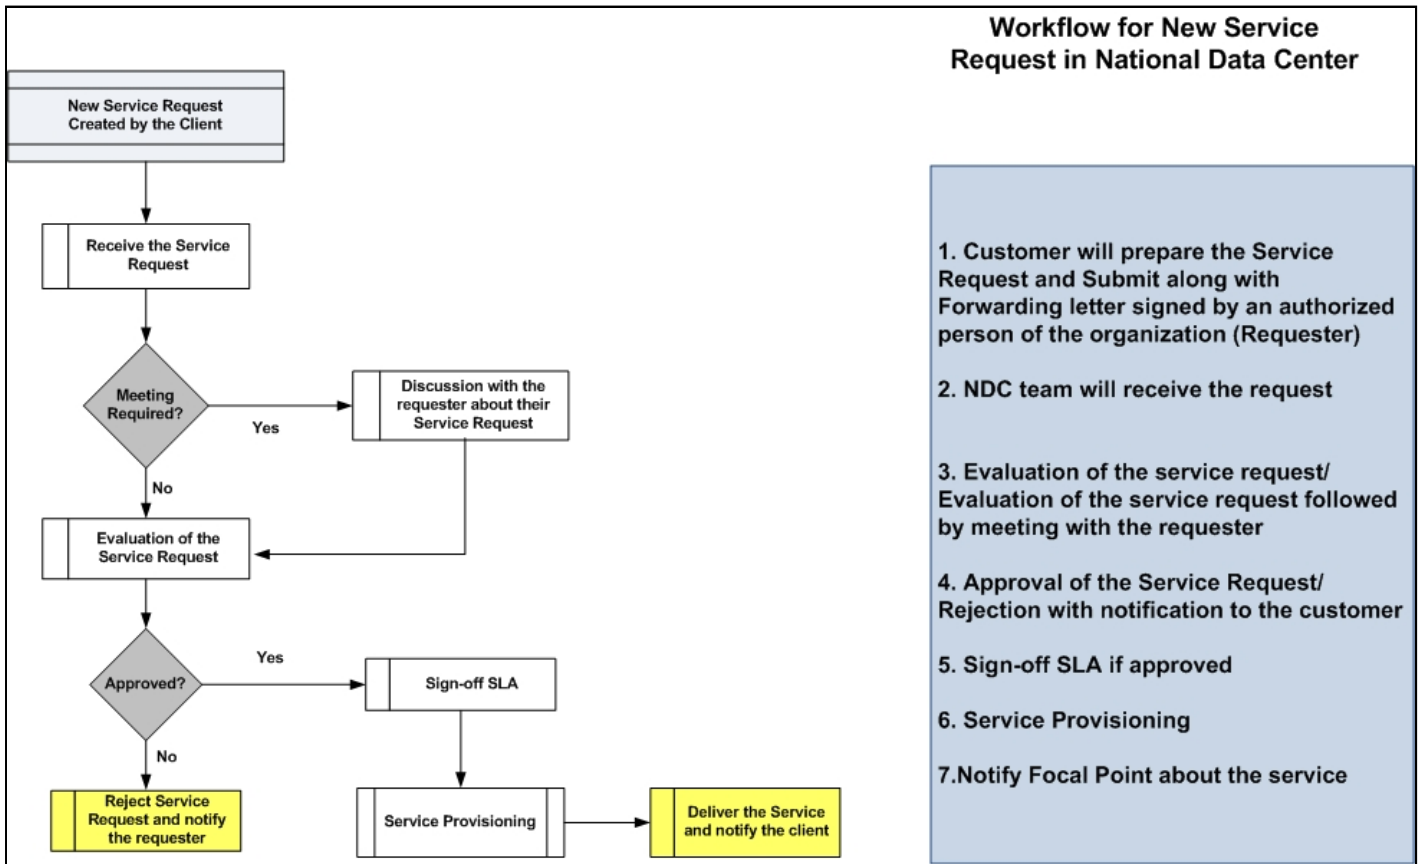 Workflow for New Service
Request in National Data Center
New Service Request
Created by the Client
Receive the Service
Request
Meeting
Required?
Yes
Discussion with the
requester about their
Service Request
No
Evaluation of the
Service Request
Approved?
Yes
Sign-off SLA
No
Reject Service
Request and notify
the requester
Service Provisioning
Deliver the Service
and notify the client
1. Customer will prepare the Service
Request and Submit along with
Forwarding letter signed by an authorized
person of the organization (Requester)
2. NDC team will receive the request
3. Evaluation of the service request/
Evaluation of the service request followed
by meeting with the requester
4. Approval of the Service Request/
Rejection with notification to the customer
5. Sign-off SLA if approved
6. Service Provisioning
7.Notify Focal Point about the service